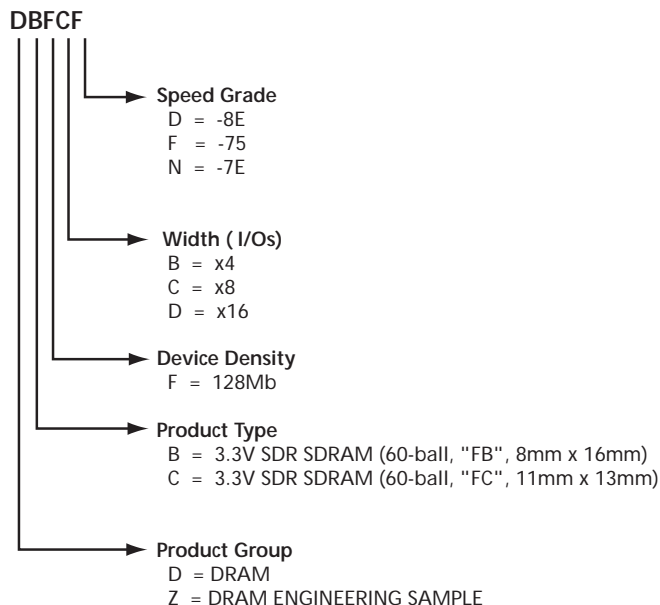 DBFCF
Speed Grade
D = -8E
F = -75
N = -7E
Width ( I/Os)
B = x4
C = x8
D = x16
Device Density
F = 128Mb
Product Type
B = 3.3V SDR SDRAM (60-ball, "FB", 8mm x 16mm)
C = 3.3V SDR SDRAM (60-ball, "FC", 11mm x 13mm)
Product Group
D = DRAM
Z = DRAM ENGINEERING SAMPLE